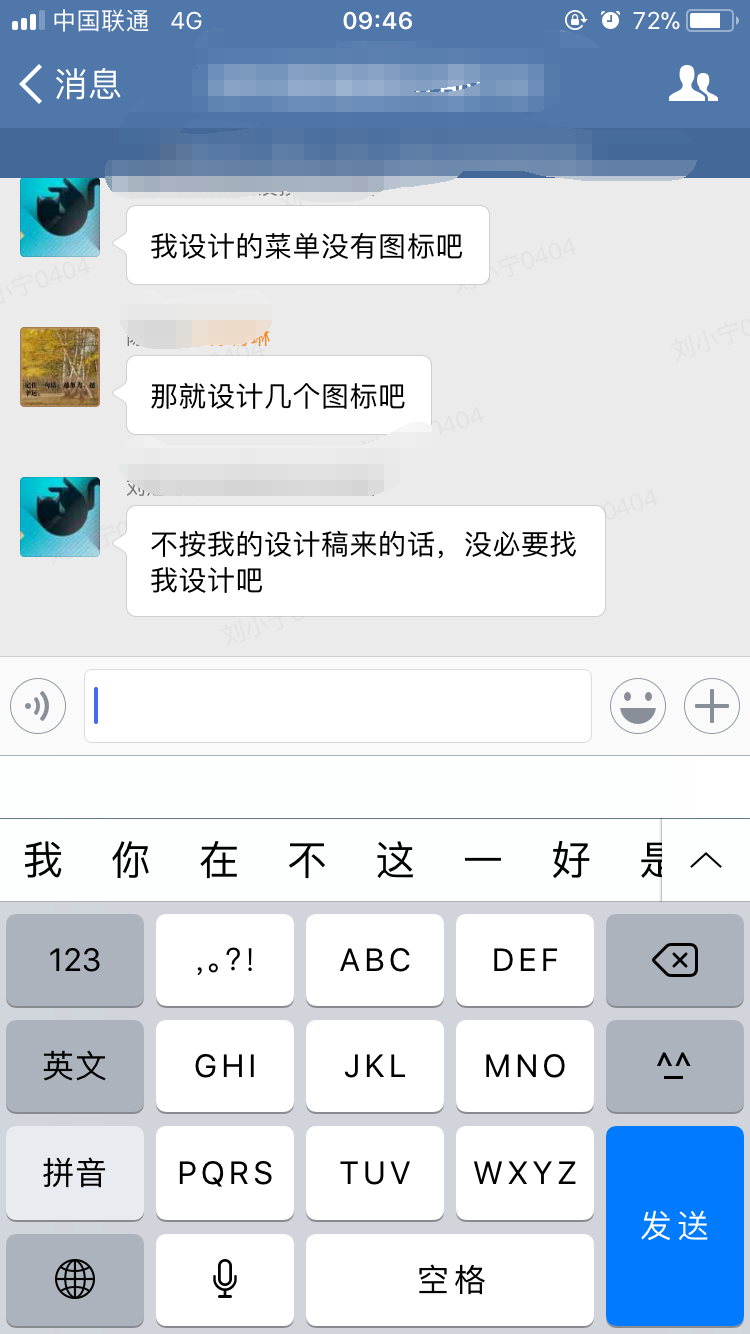 中国联通 4G 09:46 72%
消息
刘小宁0404
我设计的菜单没有图标吧
那就设计几个图标吧
不按我的设计稿来的话，没必要找
我设计吧
我 你 在 不 这 一 好 是
123 ,。?! ABC DEF
英文 GHI JKL MNO ^^
拼音 PQRS TUV WXYZ
发送
空格